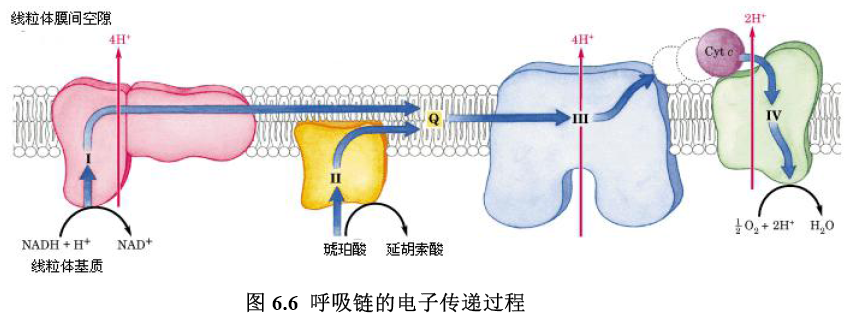 线粒体膜间空隙
4H⁺
4H⁺
2H⁺
Cyt c
Q
III
IV
I
II
NADH + H⁺
NAD⁺
琥珀酸
延胡索酸
½ O₂ + 2H⁺
H₂O
线粒体基质
图 6.6 呼吸链的电子传递过程